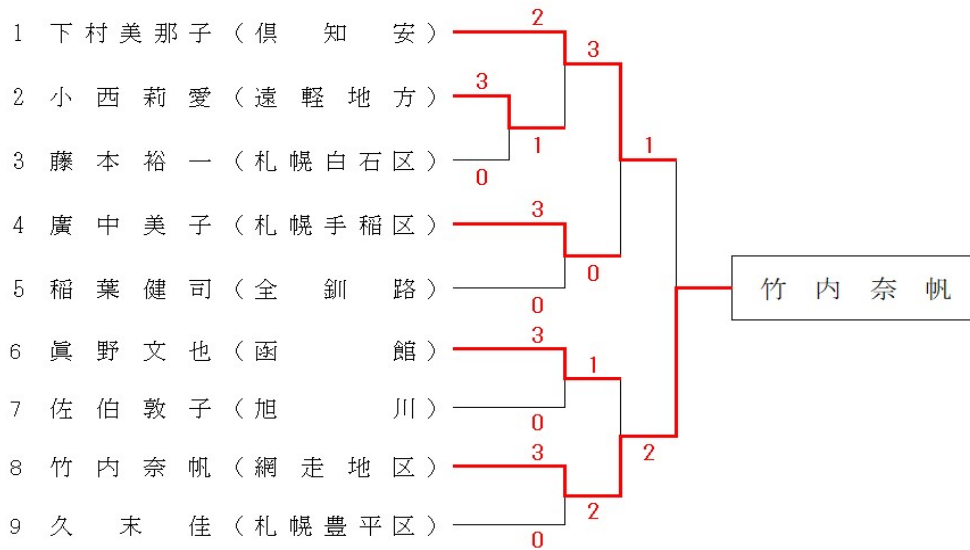 1 下村美那子（倶知安） 2
3
2 小西莉愛（遠軽地方） 3
1
1
3 藤本裕一（札幌白石区） 0
4 廣中美子（札幌手稲区） 3
0
5 稲葉健司（全釧路） 0
竹内奈帆
6 眞野文也（函館） 3
1
7 佐伯敦子（旭川） 0
2
8 竹内奈帆（網走地区） 3
2
9 久末佳（札幌豊平区） 0